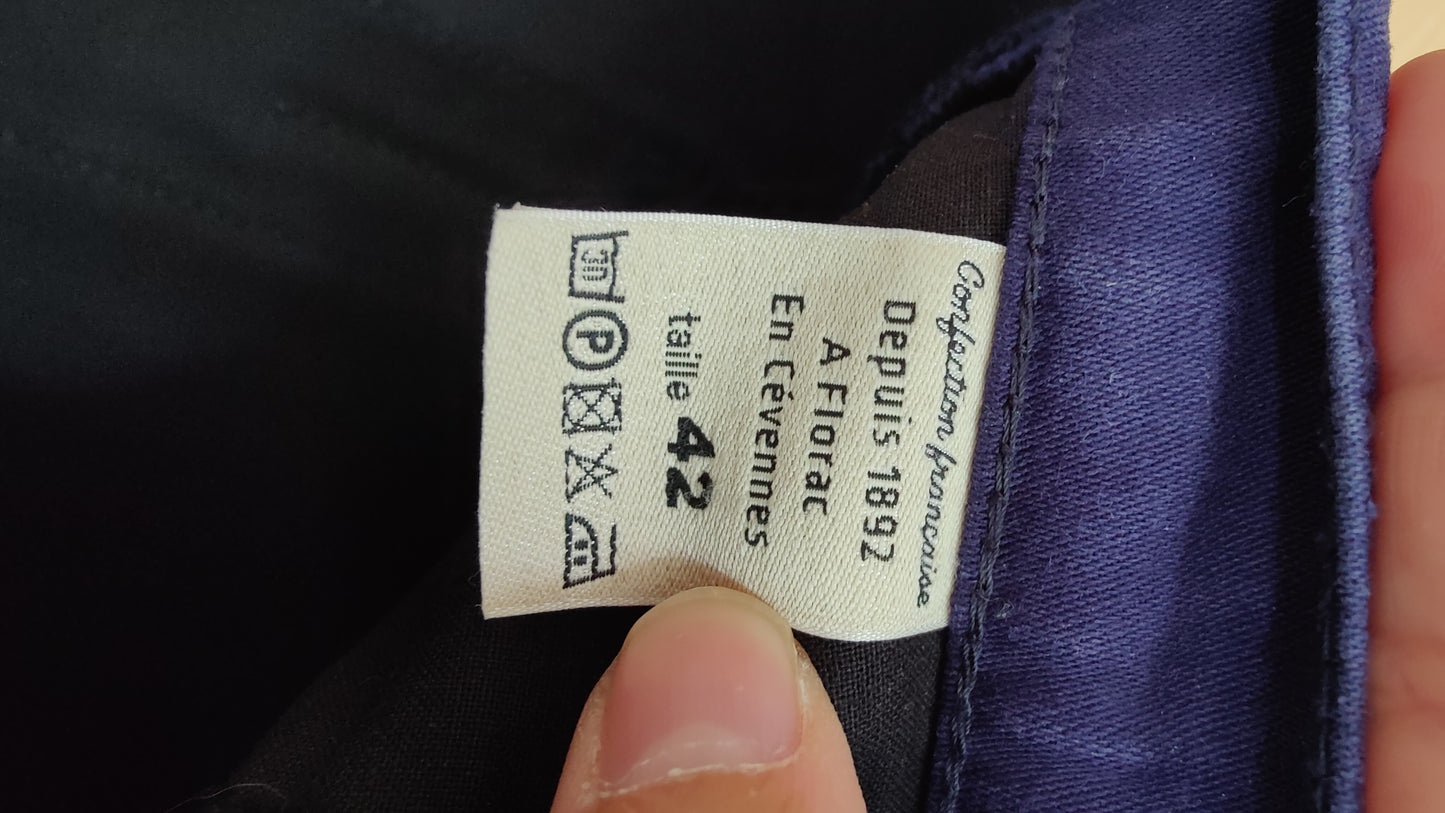 Confection française
Depuis 1892
A Florac
En Cévennes
taille 42
P